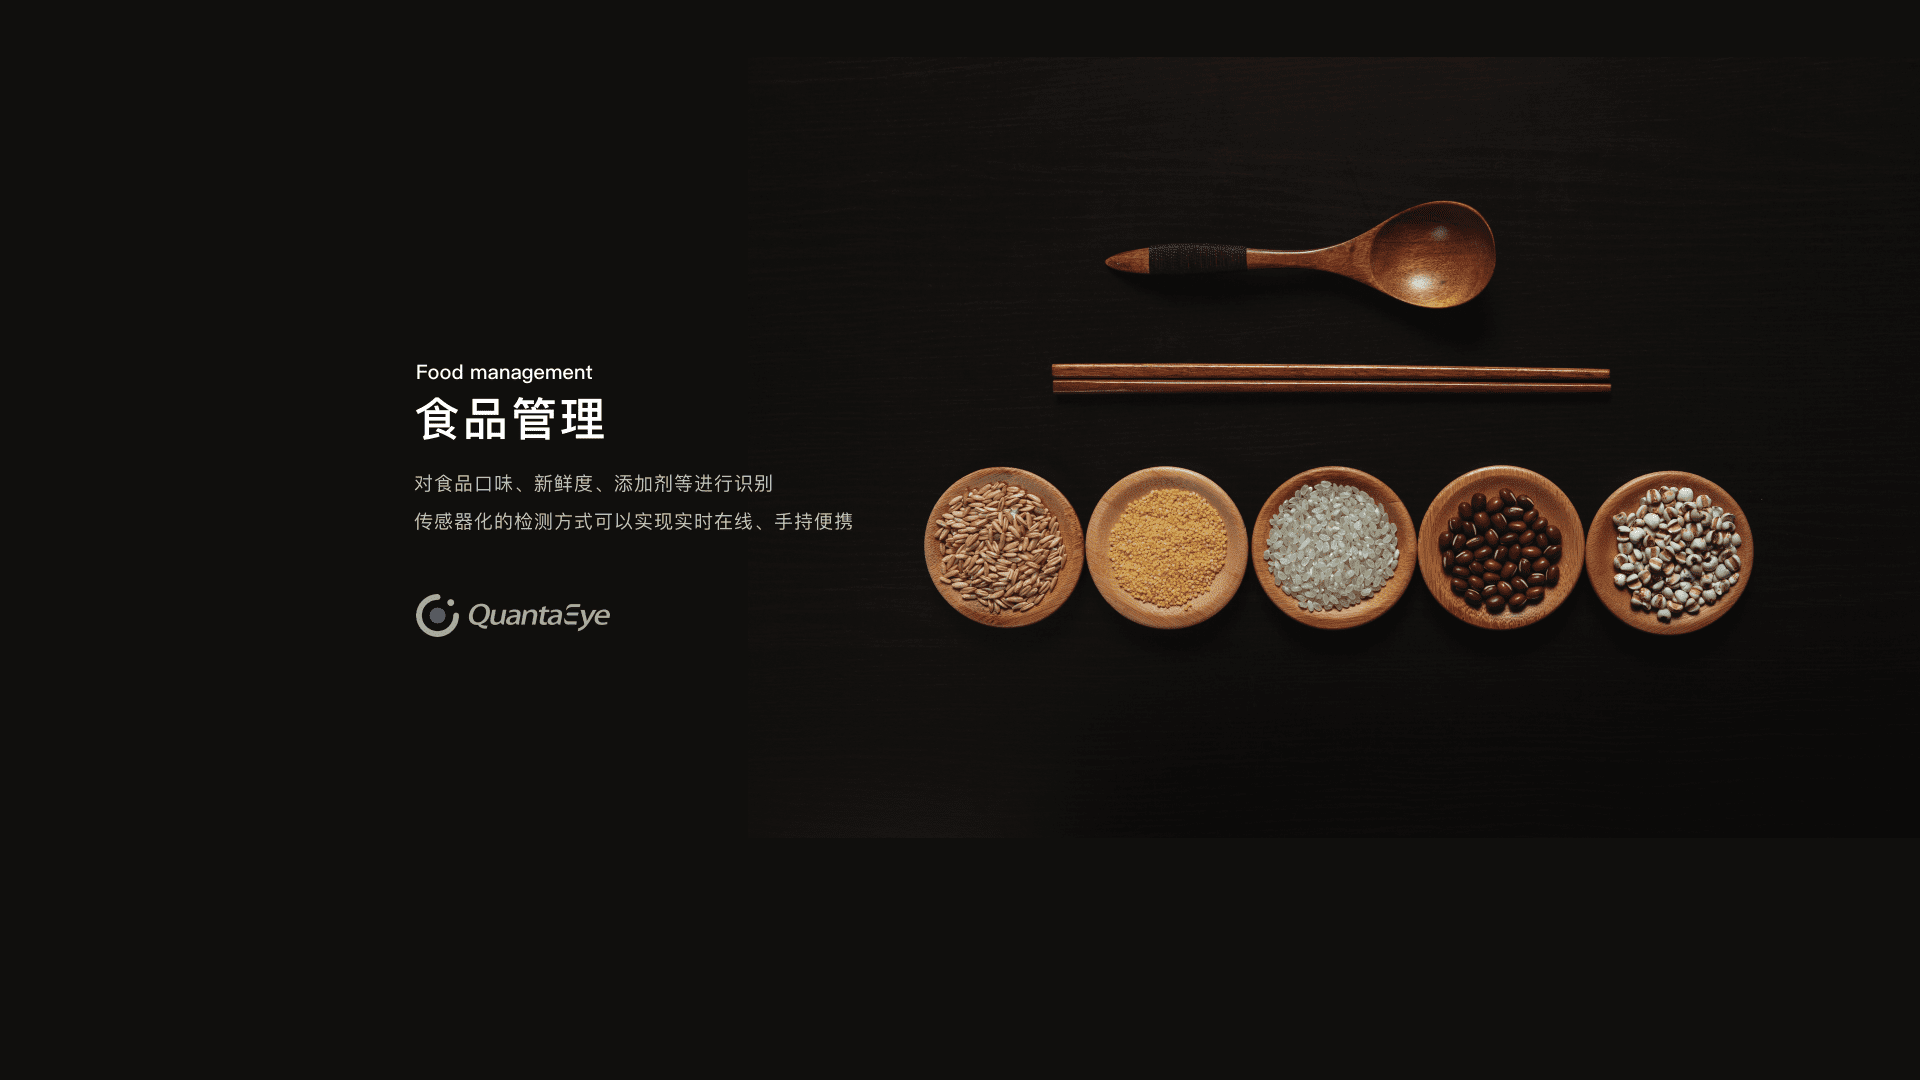 Food management
食品管理
对食品口味、新鲜度、添加剂等进行识别
传感器化的检测方式可以实现实时在线、手持便携
QuantaEye